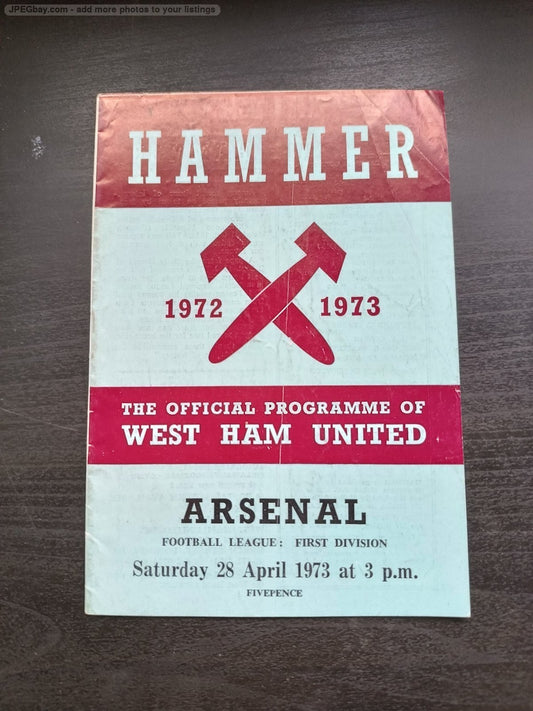 JPEGbay.com - add more photos to your listings
HAMMER
1972 1973
THE OFFICIAL PROGRAMME OF
WEST HAM UNITED
ARSENAL
FOOTBALL LEAGUE: FIRST DIVISION
Saturday 28 April 1973 at 3 p.m.
FIVEPENCE